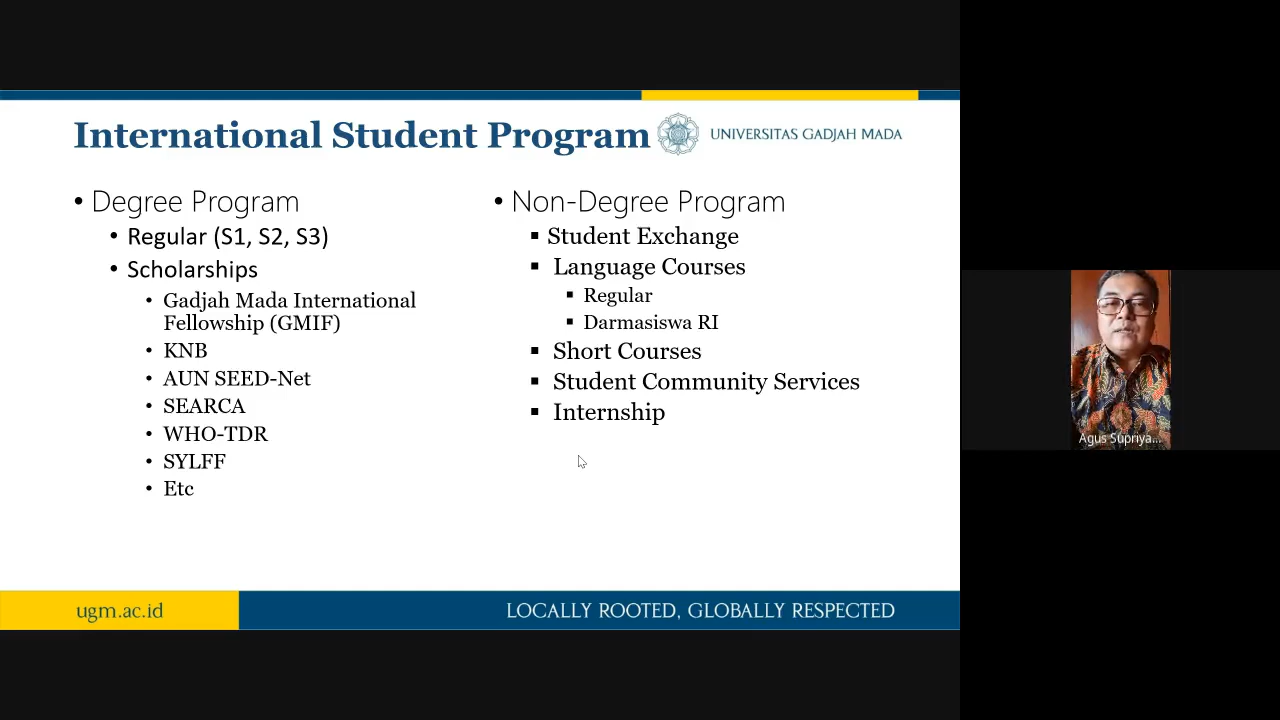 International Student Program
UNIVERSITAS GADJAH MADA
• Degree Program
• Regular (S1, S2, S3)
• Scholarships
• Gadjah Mada International
Fellowship (GMIF)
• KNB
• AUN SEED-Net
• SEARCA
• WHO-TDR
• SYLFF
• Etc
• Non-Degree Program
▪ Student Exchange
▪ Language Courses
▪ Regular
▪ Darmasiswa RI
▪ Short Courses
▪ Student Community Services
▪ Internship
Agus Supriya...
ugm.ac.id
LOCALLY ROOTED, GLOBALLY RESPECTED